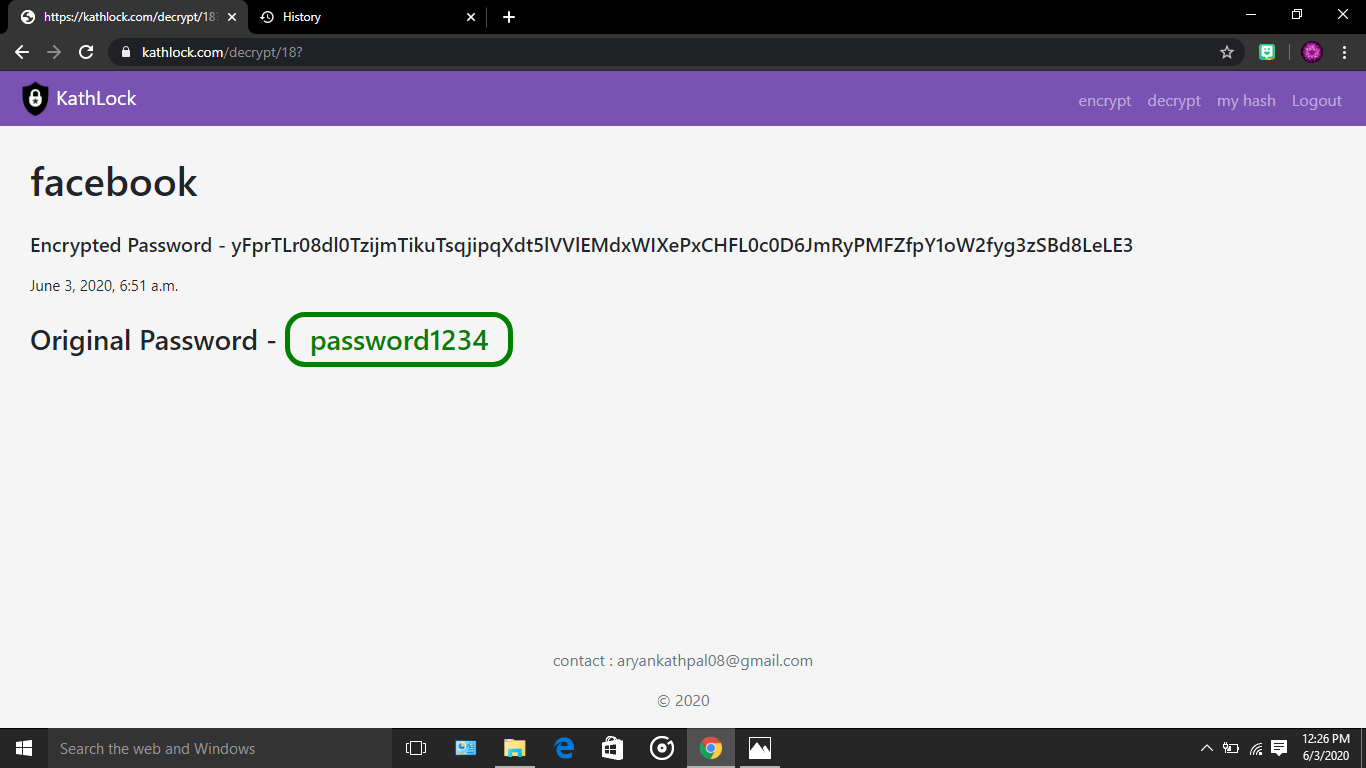 https://kathlock.com/decrypt/18?
History
kathlock.com/decrypt/18?
KathLock
encrypt decrypt my hash Logout
facebook
Encrypted Password - yFprTLr08dl0TzijmTikuTsqjipqXdt5lVVlEMdxWIXePxCHFL0c0D6JmRyPMFZfpY1oW2fyg3zSBd8LeLE3
June 3, 2020, 6:51 a.m.
Original Password - password1234
contact : aryankathpal08@gmail.com
© 2020
Search the web and Windows
12:26 PM
6/3/2020